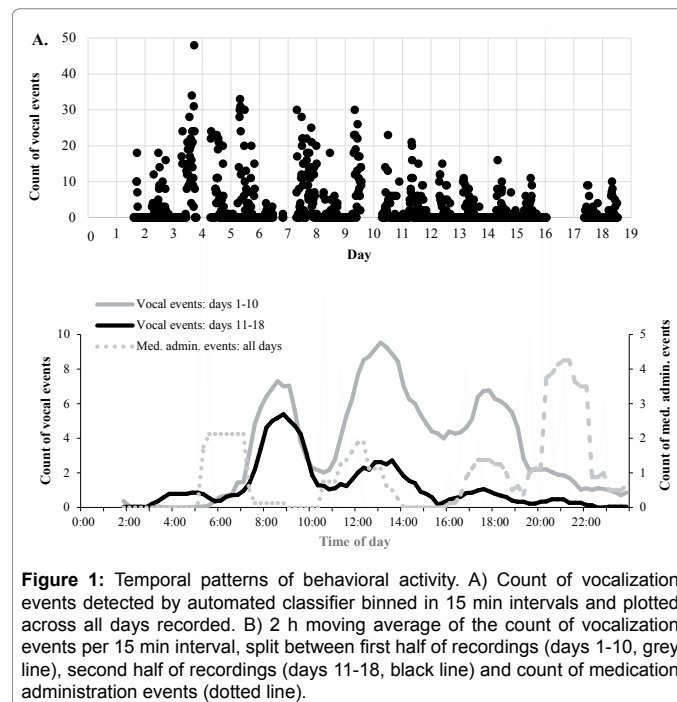 A.
50
40
30
20
10
0
Count of vocal events
0 1 2 3 4 5 6 7 8 9 10 11 12 13 14 15 16 17 18 19
Day
Vocal events: days 1-10
Vocal events: days 11-18
Med. admin. events: all days
10
8
6
4
2
0
Count of vocal events
5
4
3
2
1
0
Count of med. admin. events
0:00 2:00 4:00 6:00 8:00 10:00 12:00 14:00 16:00 18:00 20:00 22:00
Time of day
Figure 1: Temporal patterns of behavioral activity. A) Count of vocalization
events detected by automated classifier binned in 15 min intervals and plotted
across all days recorded. B) 2 h moving average of the count of vocalization
events per 15 min interval, split between first half of recordings (days 1-10, grey
line), second half of recordings (days 11-18, black line) and count of medication
administration events (dotted line).